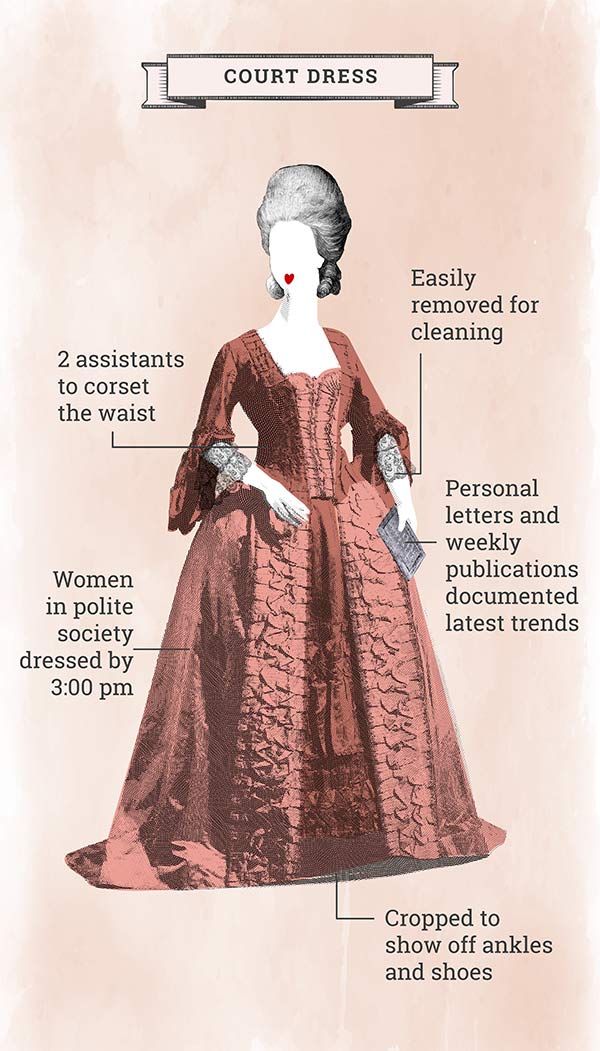 COURT DRESS
Easily
removed for
cleaning
2 assistants
to corset
the waist
Personal
letters and
weekly
publications
documented
latest trends
Women
in polite
society
dressed by
3:00 pm
Cropped to
show off ankles
and shoes